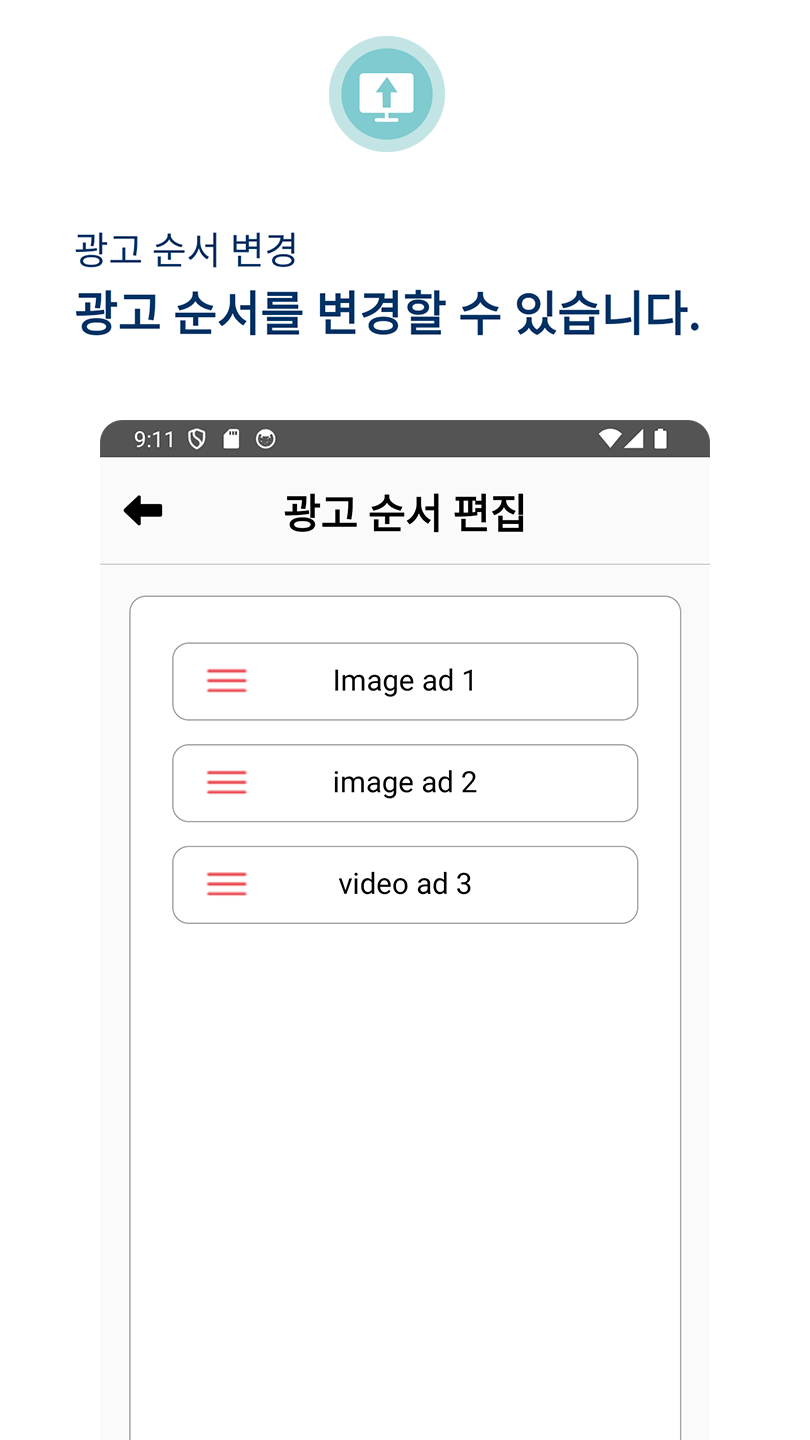 광고 순서 변경
광고 순서를 변경할 수 있습니다.
9:11
광고 순서 편집
Image ad 1
image ad 2
video ad 3